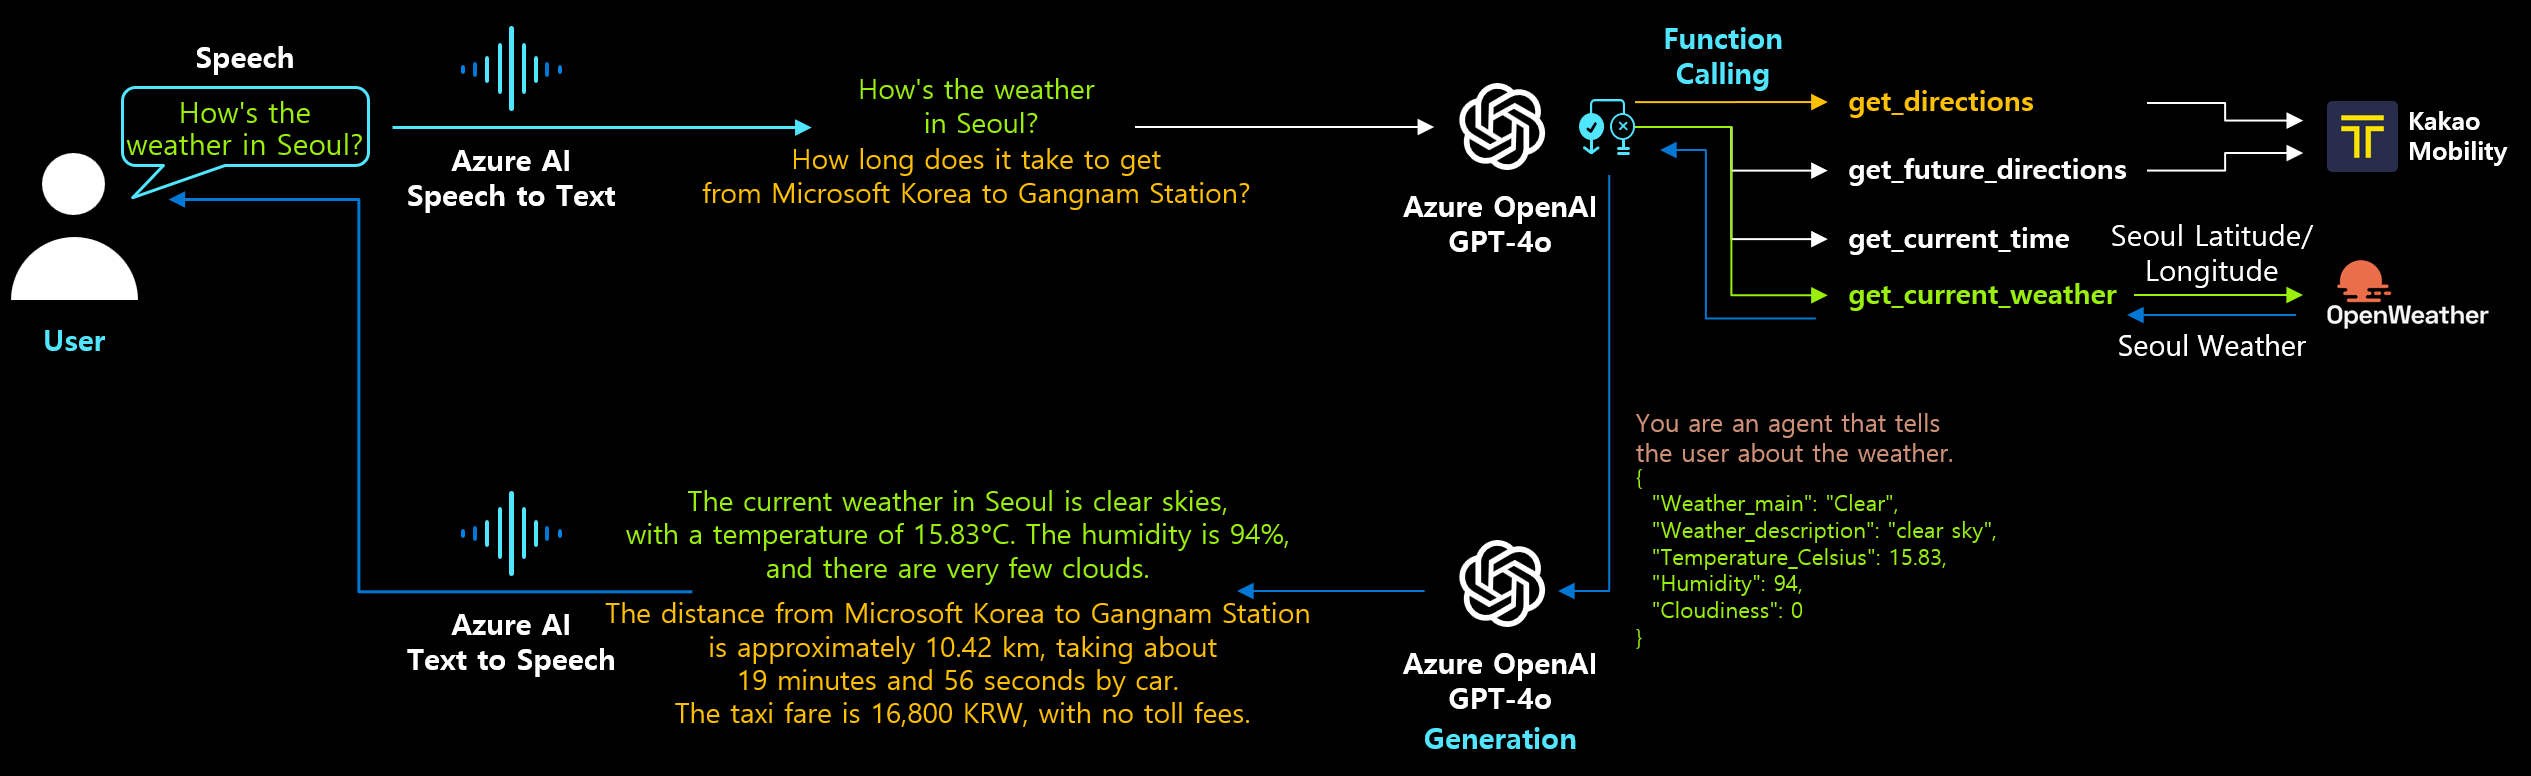 Speech
How's the
weather in Seoul?
User
Azure AI
Speech to Text
How's the weather
in Seoul?
How long does it take to get
from Microsoft Korea to Gangnam Station?
Azure OpenAI
GPT-4o
Function
Calling
get_directions
get_future_directions
get_current_time
get_current_weather
Kakao
Mobility
Seoul Latitude/
Longitude
OpenWeather
Seoul Weather
You are an agent that tells
the user about the weather.
{
"Weather_main": "Clear",
"Weather_description": "clear sky",
"Temperature_Celsius": 15.83,
"Humidity": 94,
"Cloudiness": 0
}
Azure OpenAI
GPT-4o
Generation
The current weather in Seoul is clear skies,
with a temperature of 15.83°C. The humidity is 94%,
and there are very few clouds.
The distance from Microsoft Korea to Gangnam Station
is approximately 10.42 km, taking about
19 minutes and 56 seconds by car.
The taxi fare is 16,800 KRW, with no toll fees.
Azure AI
Text to Speech